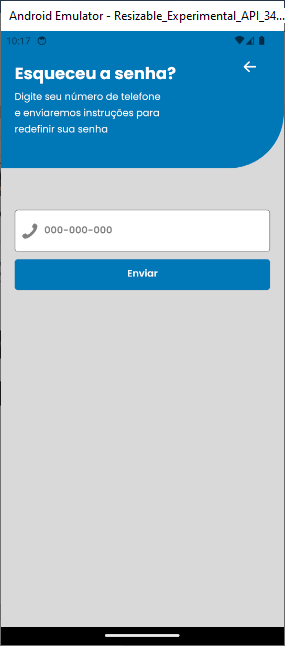 Android Emulator - Resizable_Experimental_API_34...
10:17
Esqueceu a senha?
Digite seu número de telefone
e enviaremos instruções para
redefinir sua senha
000-000-000
Enviar